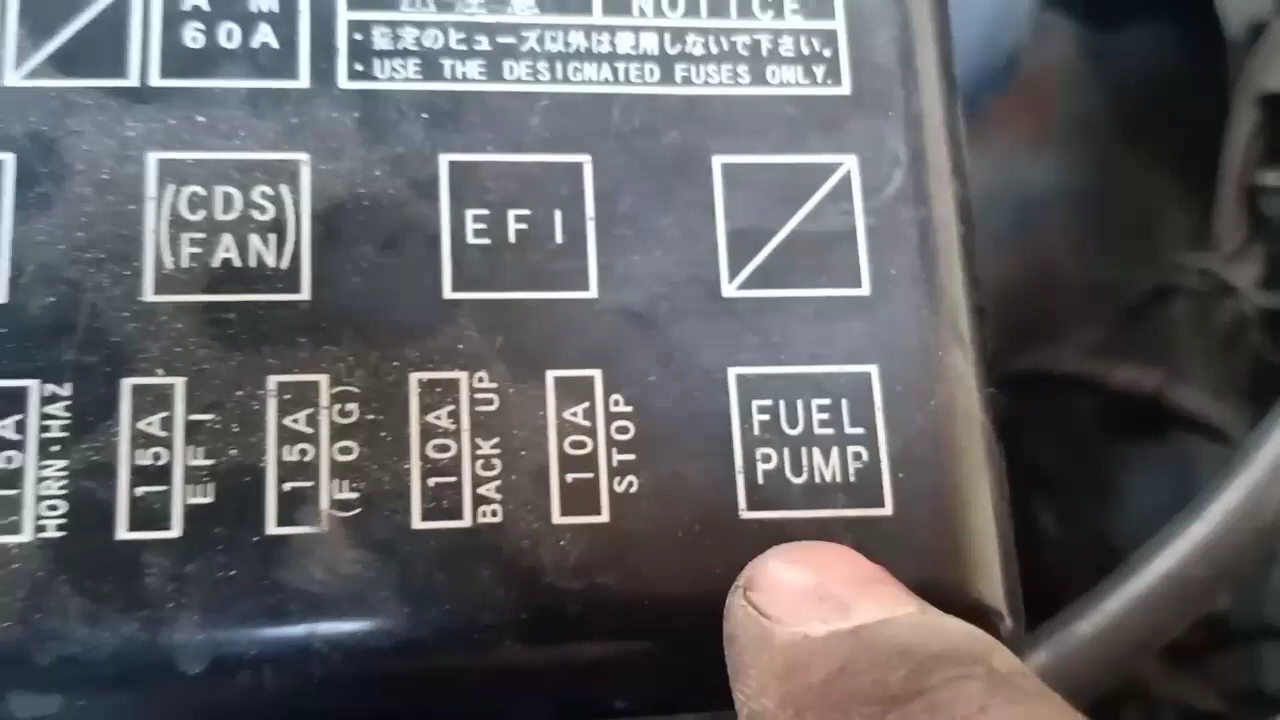 60A
NOTICE
・指定のヒューズ以外は使用しないで下さい。
・USE THE DESIGNATED FUSES ONLY.
(CDS
FAN)
EFI
HORN・HAZ
15A
EFI
15A
(FOG)
10A
BACK UP
10A
STOP
FUEL
PUMP